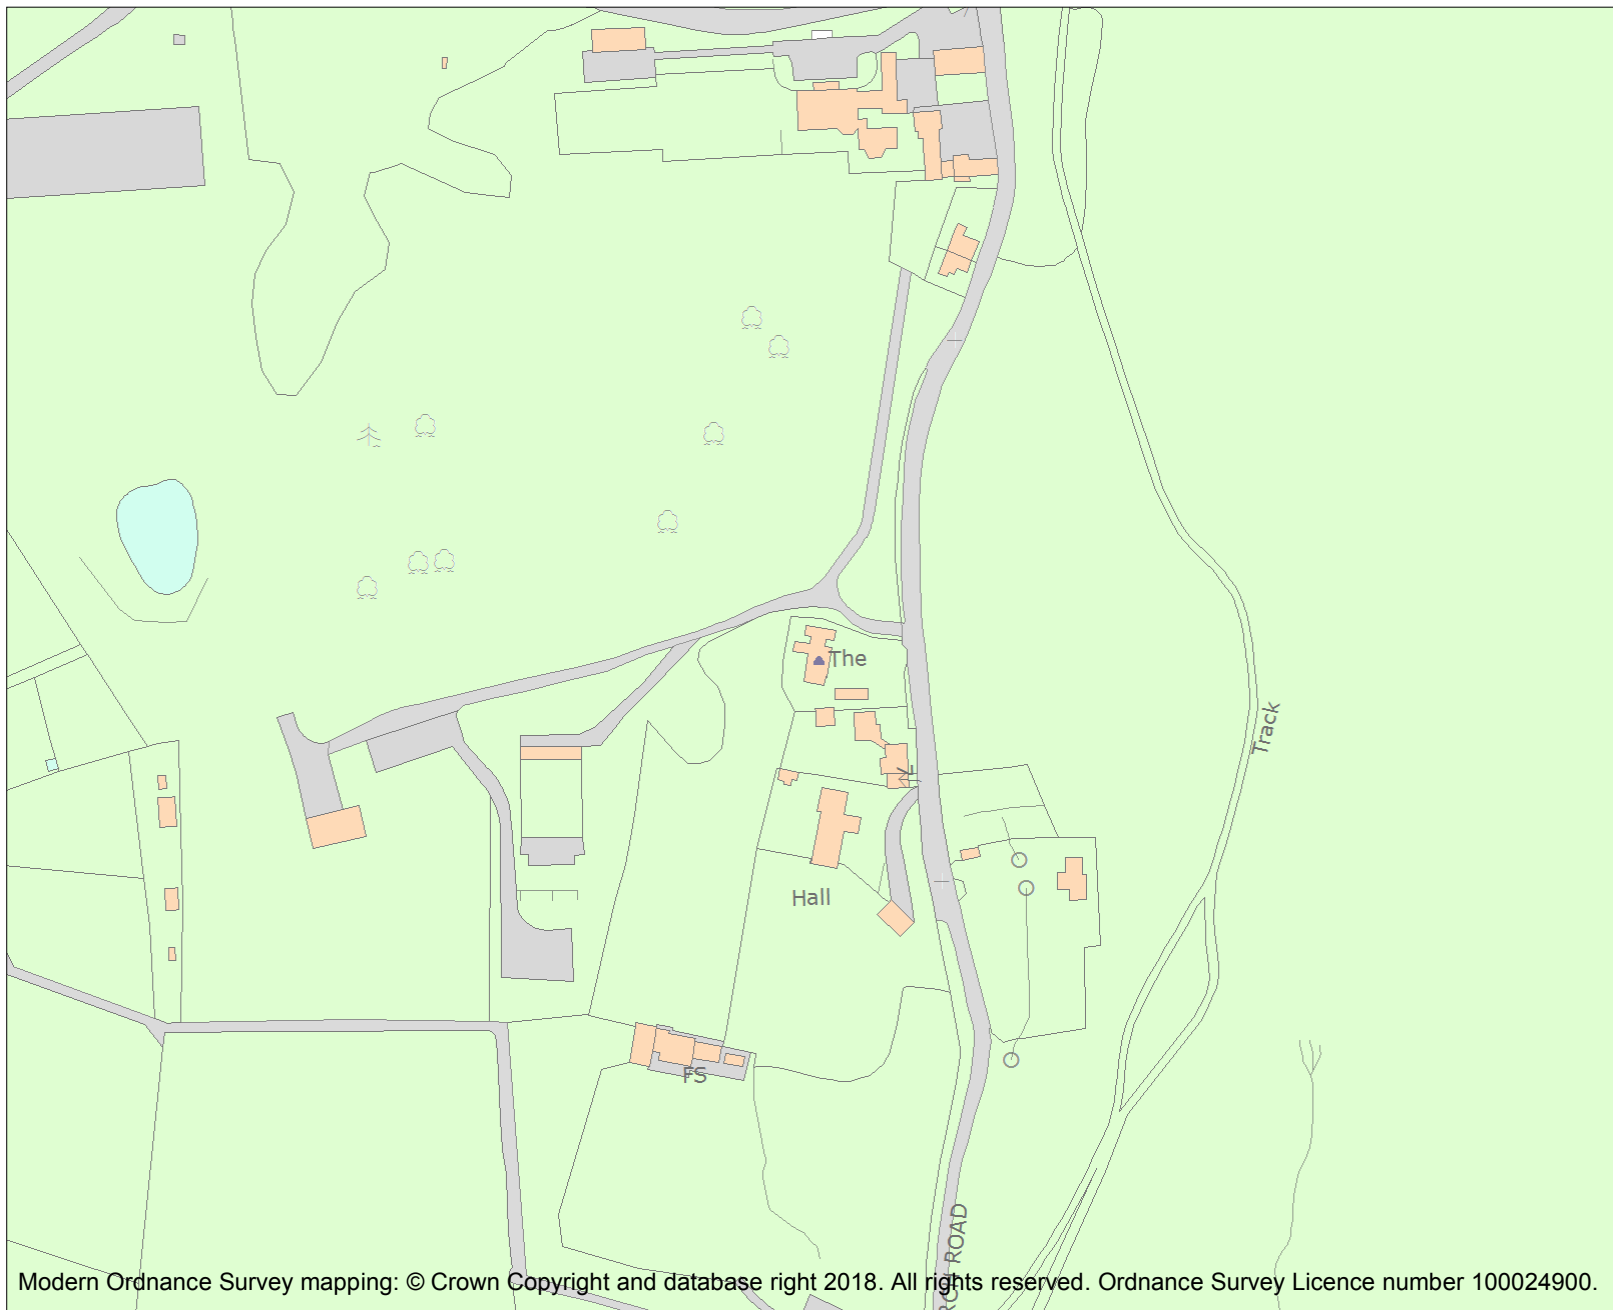 The
Track
Hall
FS
ROAD
Modern Ordnance Survey mapping: © Crown Copyright and database right 2018. All rights reserved. Ordnance Survey Licence number 100024900.